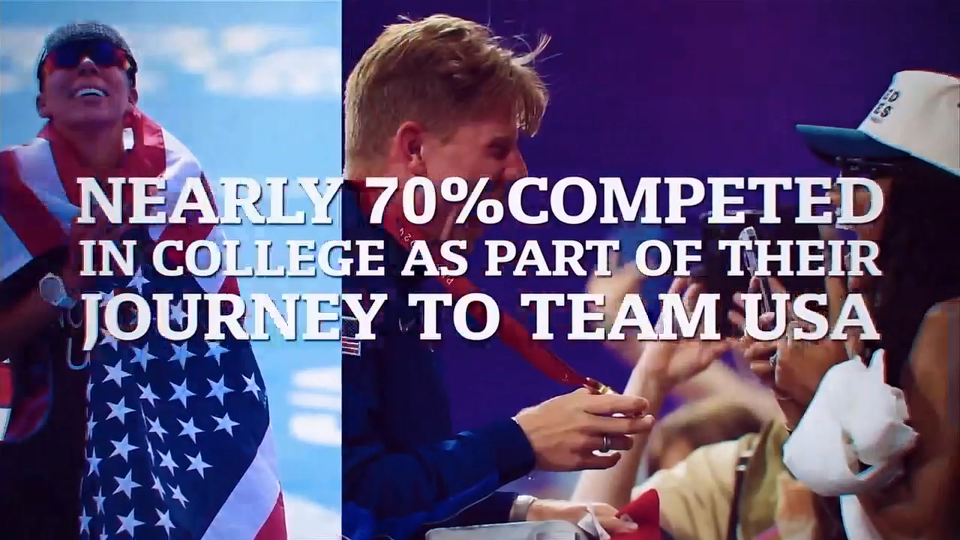 NEARLY 70%COMPETED
IN COLLEGE AS PART OF THEIR
JOURNEY TO TEAM USA